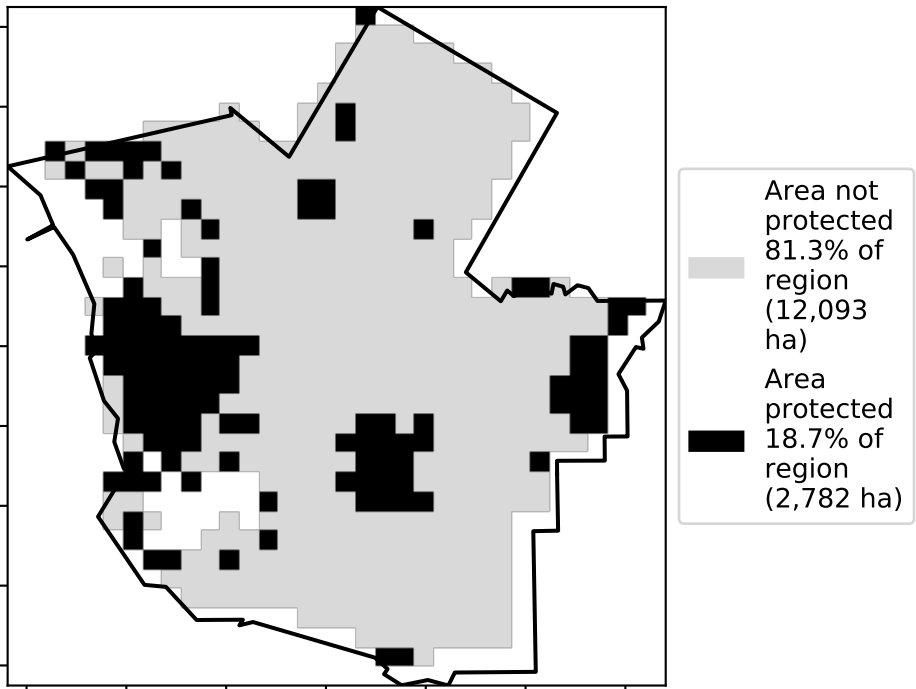 Area not
protected
81.3% of
region
(12,093
ha)
Area
protected
18.7% of
region
(2,782 ha)